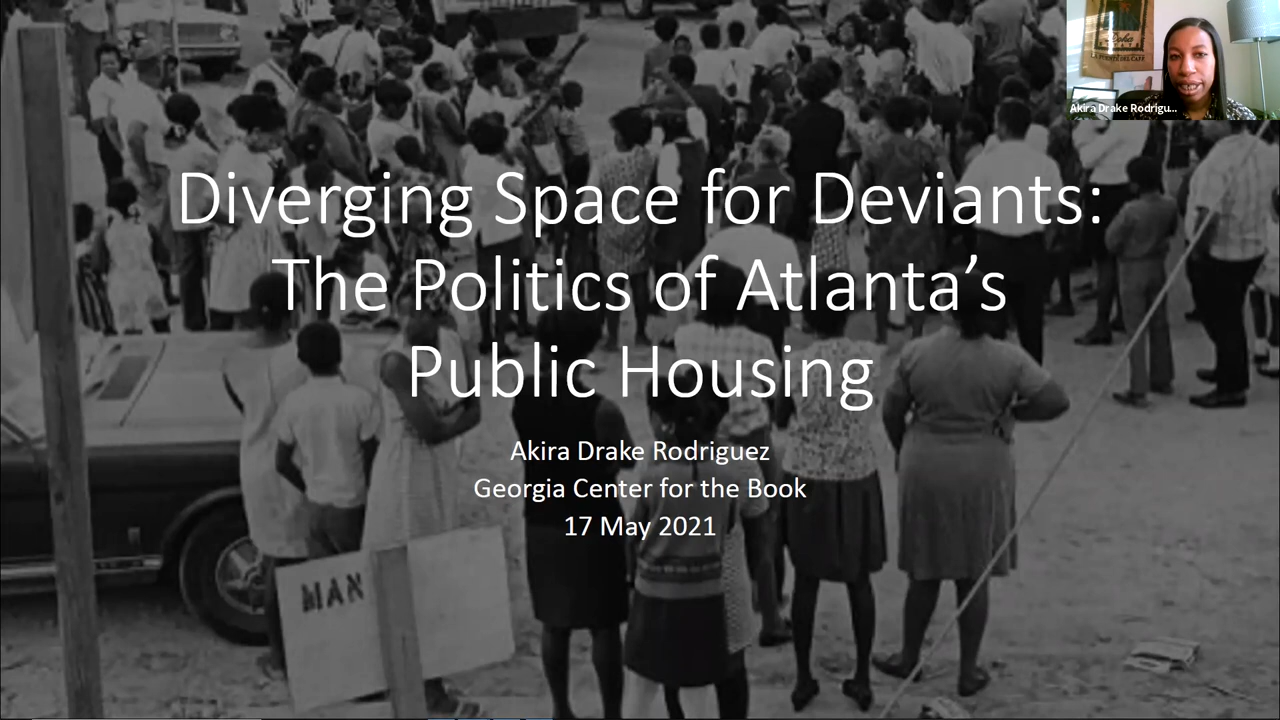 Diverging Space for Deviants:
The Politics of Atlanta's
Public Housing
Akira Drake Rodriguez
Georgia Center for the Book
17 May 2021
MAN
Akira Drake Rodrigu...